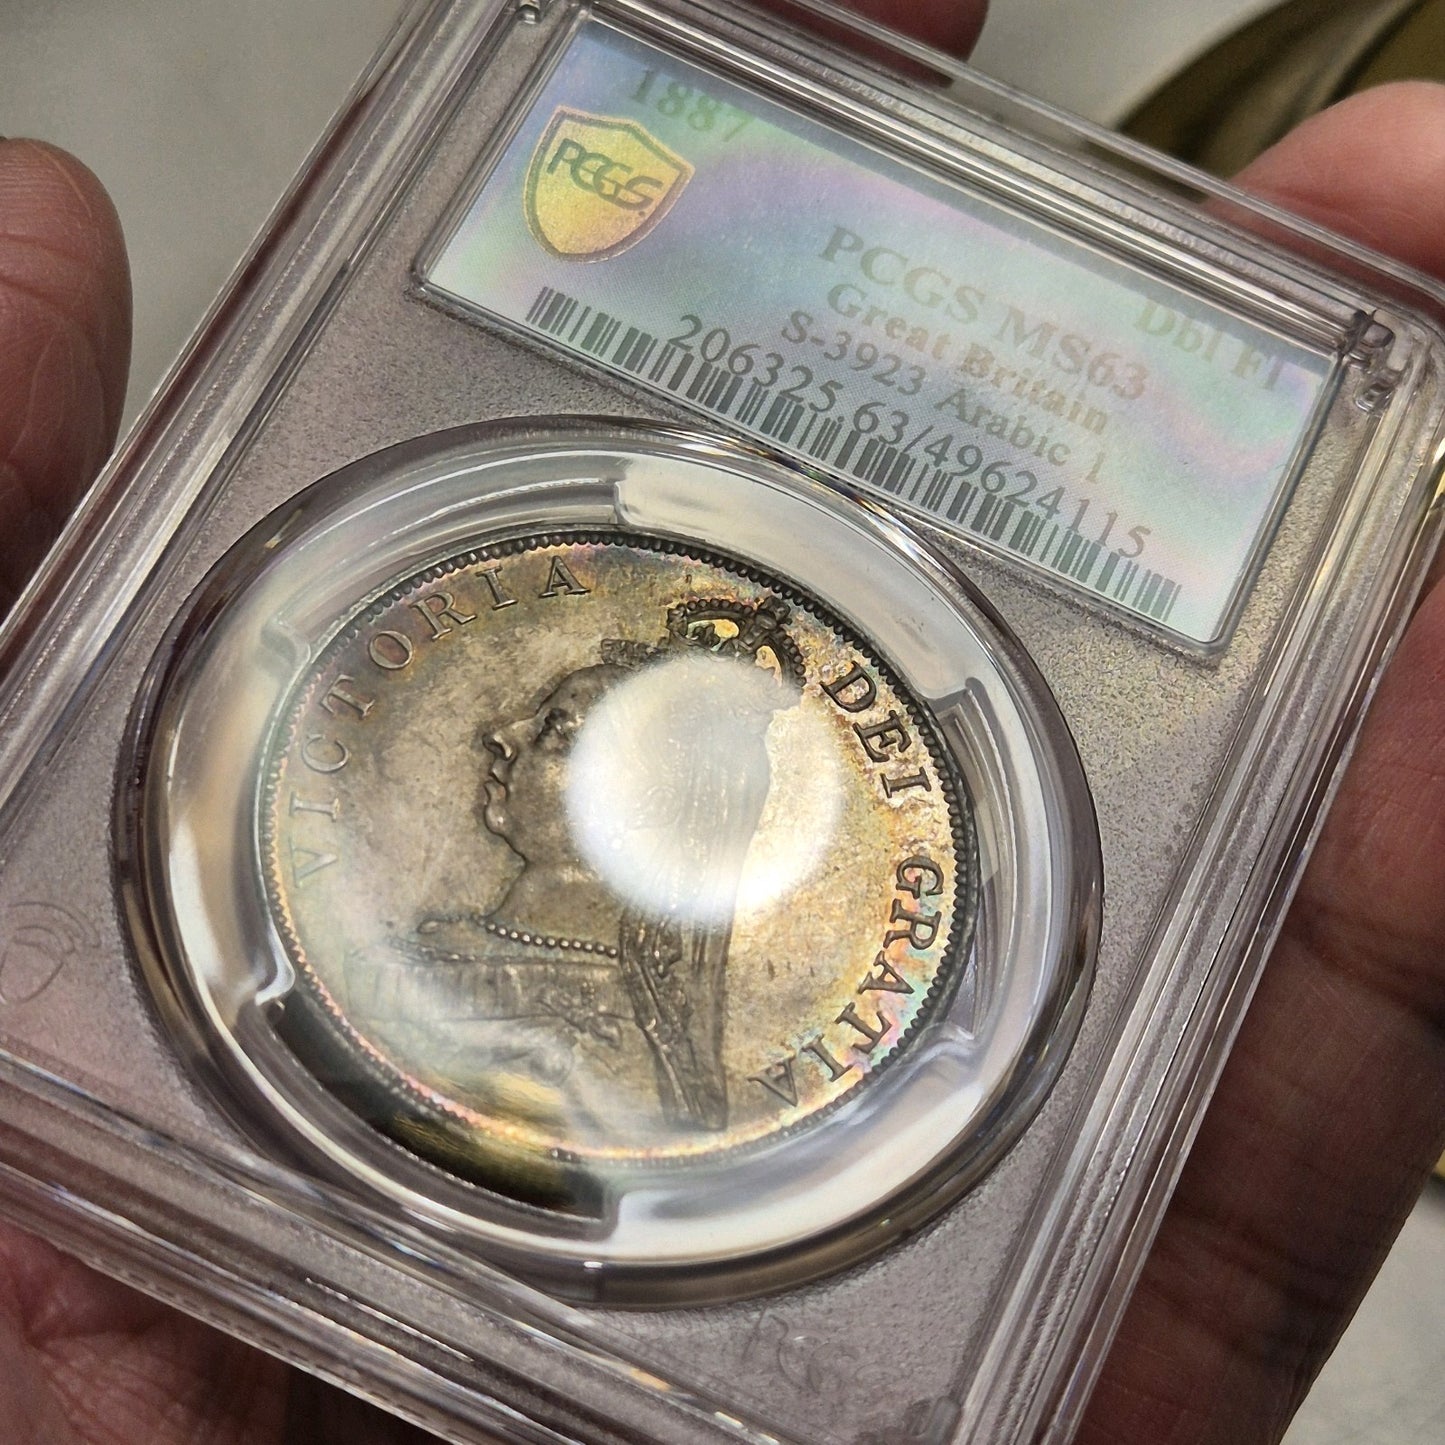 1887 Dbl Fl
PCGS
PCGS MS63
Great Britain
S-3923 Arabic 1
206325.63/49624115
VICTORIA DEI GRATIA